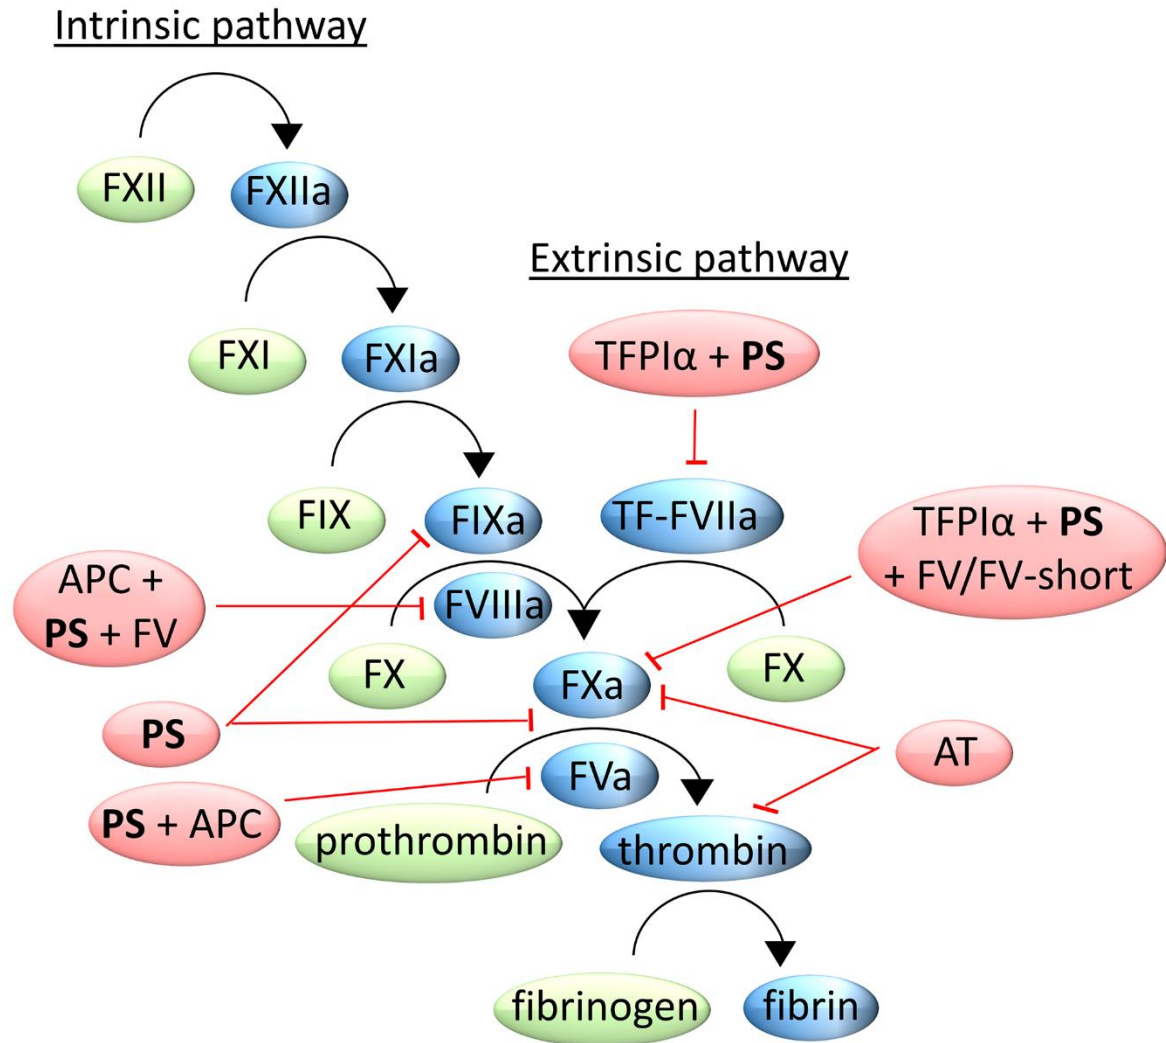 Intrinsic pathway
FXII
FXIIa
Extrinsic pathway
FXI
FXIa
TFPIα + PS
FIX
FIXa
TF-FVIIa
TFPIα + PS
+ FV/FV-short
APC +
PS + FV
FVIIIa
FX
FXa
FX
PS
AT
FVa
PS + APC
prothrombin
thrombin
fibrinogen
fibrin